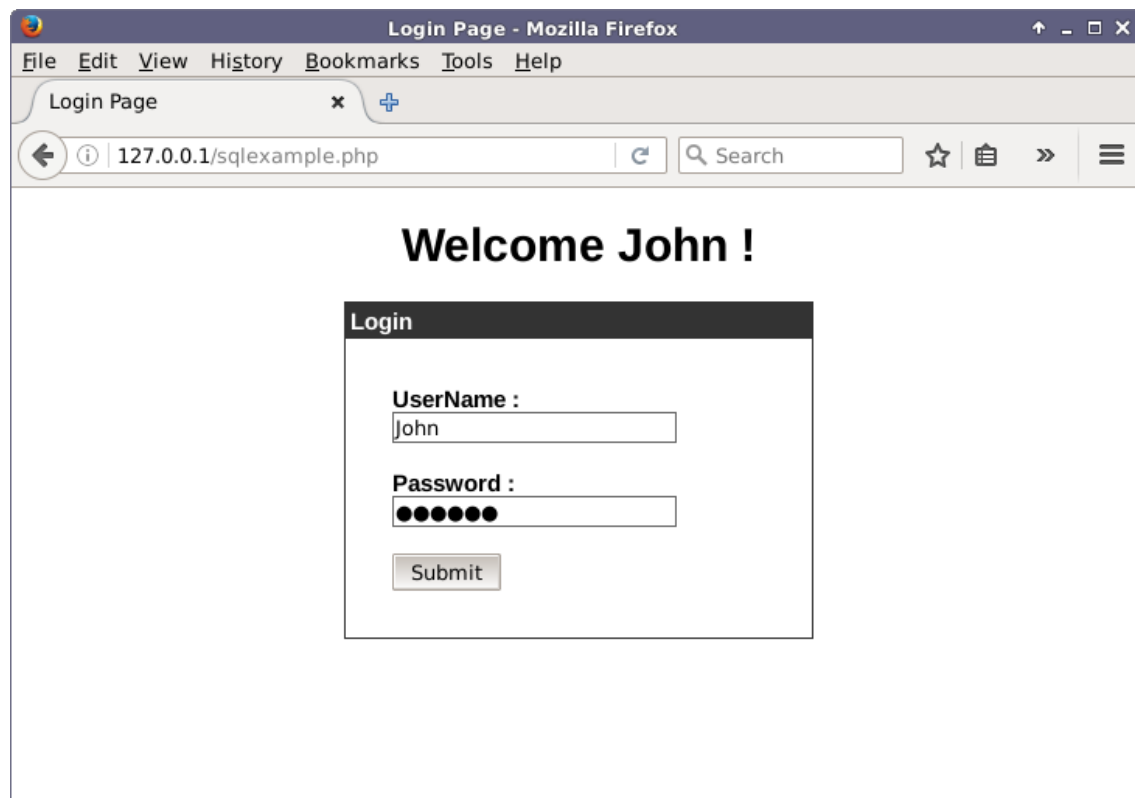 Login Page - Mozilla Firefox
File Edit View History Bookmarks Tools Help
Login Page
127.0.0.1/sqlexample.php
Search
Welcome John !
Login
UserName :
John
Password :
●●●●●●
Submit